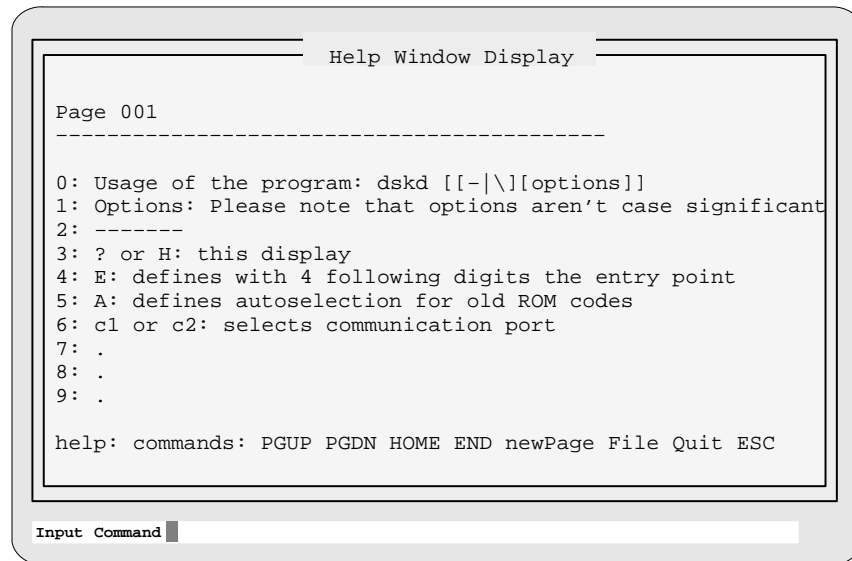 Help Window Display
Page 001
-------------------------------------------
0: Usage of the program: dskd [[-|\][options]]
1: Options: Please note that options aren't case significant
2: -------
3: ? or H: this display
4: E: defines with 4 following digits the entry point
5: A: defines autoselection for old ROM codes
6: c1 or c2: selects communication port
7: .
8: .
9: .
help: commands: PGUP PGDN HOME END newPage File Quit ESC
Input Command